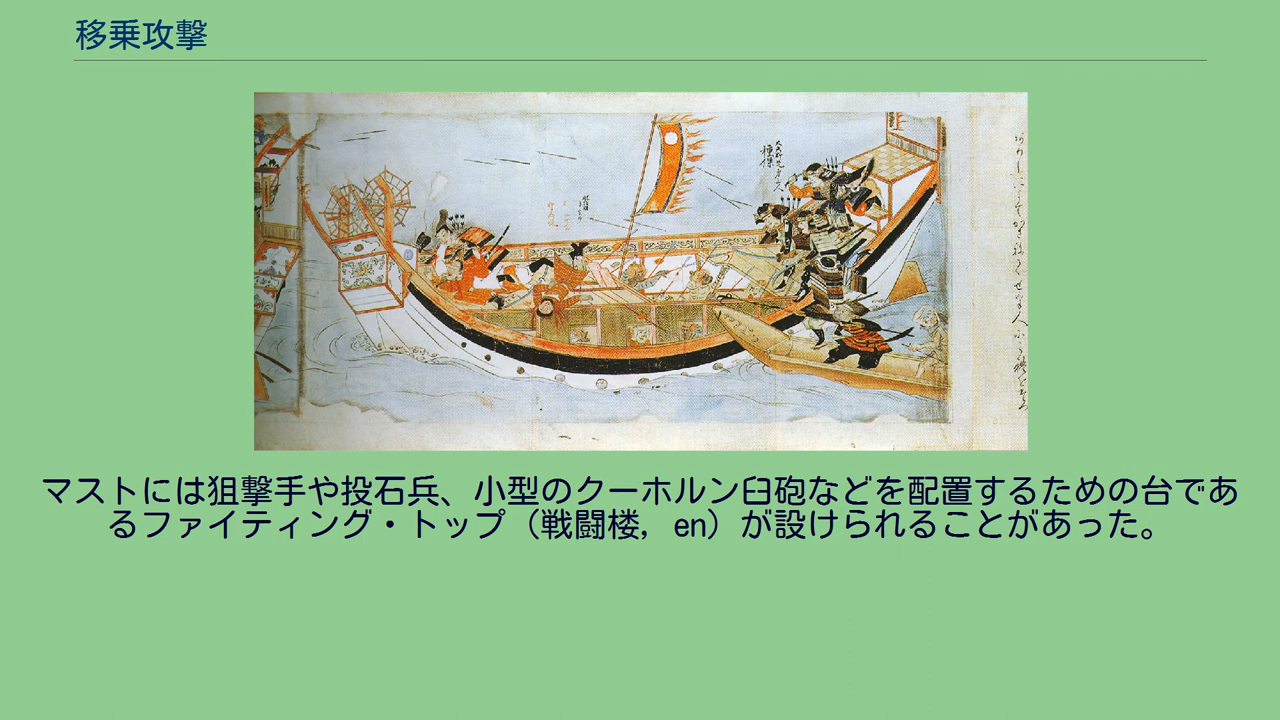 移乗攻撃
マストには狙撃手や投石兵、小型のクーホルン臼砲などを配置するための台であ
るファイティング・トップ（戦闘楼，en）が設けられることがあった。